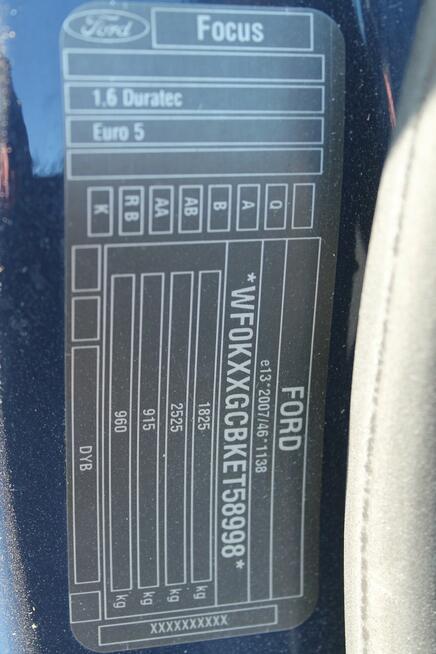 Ford
Focus
1,6 Duratec
Euro 5
K
R B
AA
AB
B
A
Q
FORD
e13*2007/46*1138
*WF0KXXGCBKET58998*
1825 kg
2525 kg
915 kg
960 kg
DYB
XXXXXXXXXX